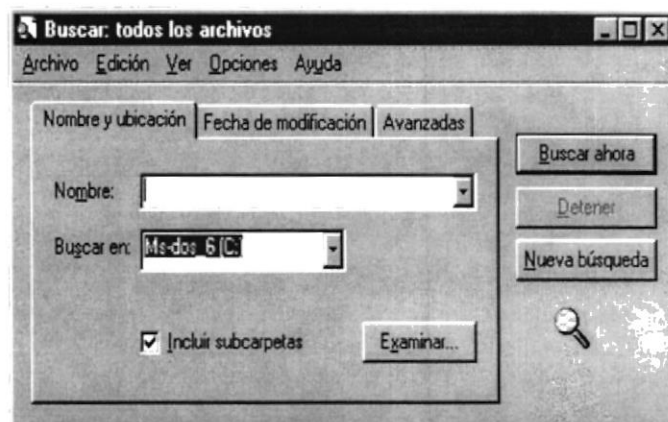 Buscar: todos los archivos
Archivo Edición Ver Opciones Ayuda
Nombre y ubicación Fecha de modificación Avanzadas
Nombre:
Buscar en: Ms-dos_6 (C:)
Incluir subcarpetas
Examinar...
Buscar ahora
Detener
Nueva búsqueda